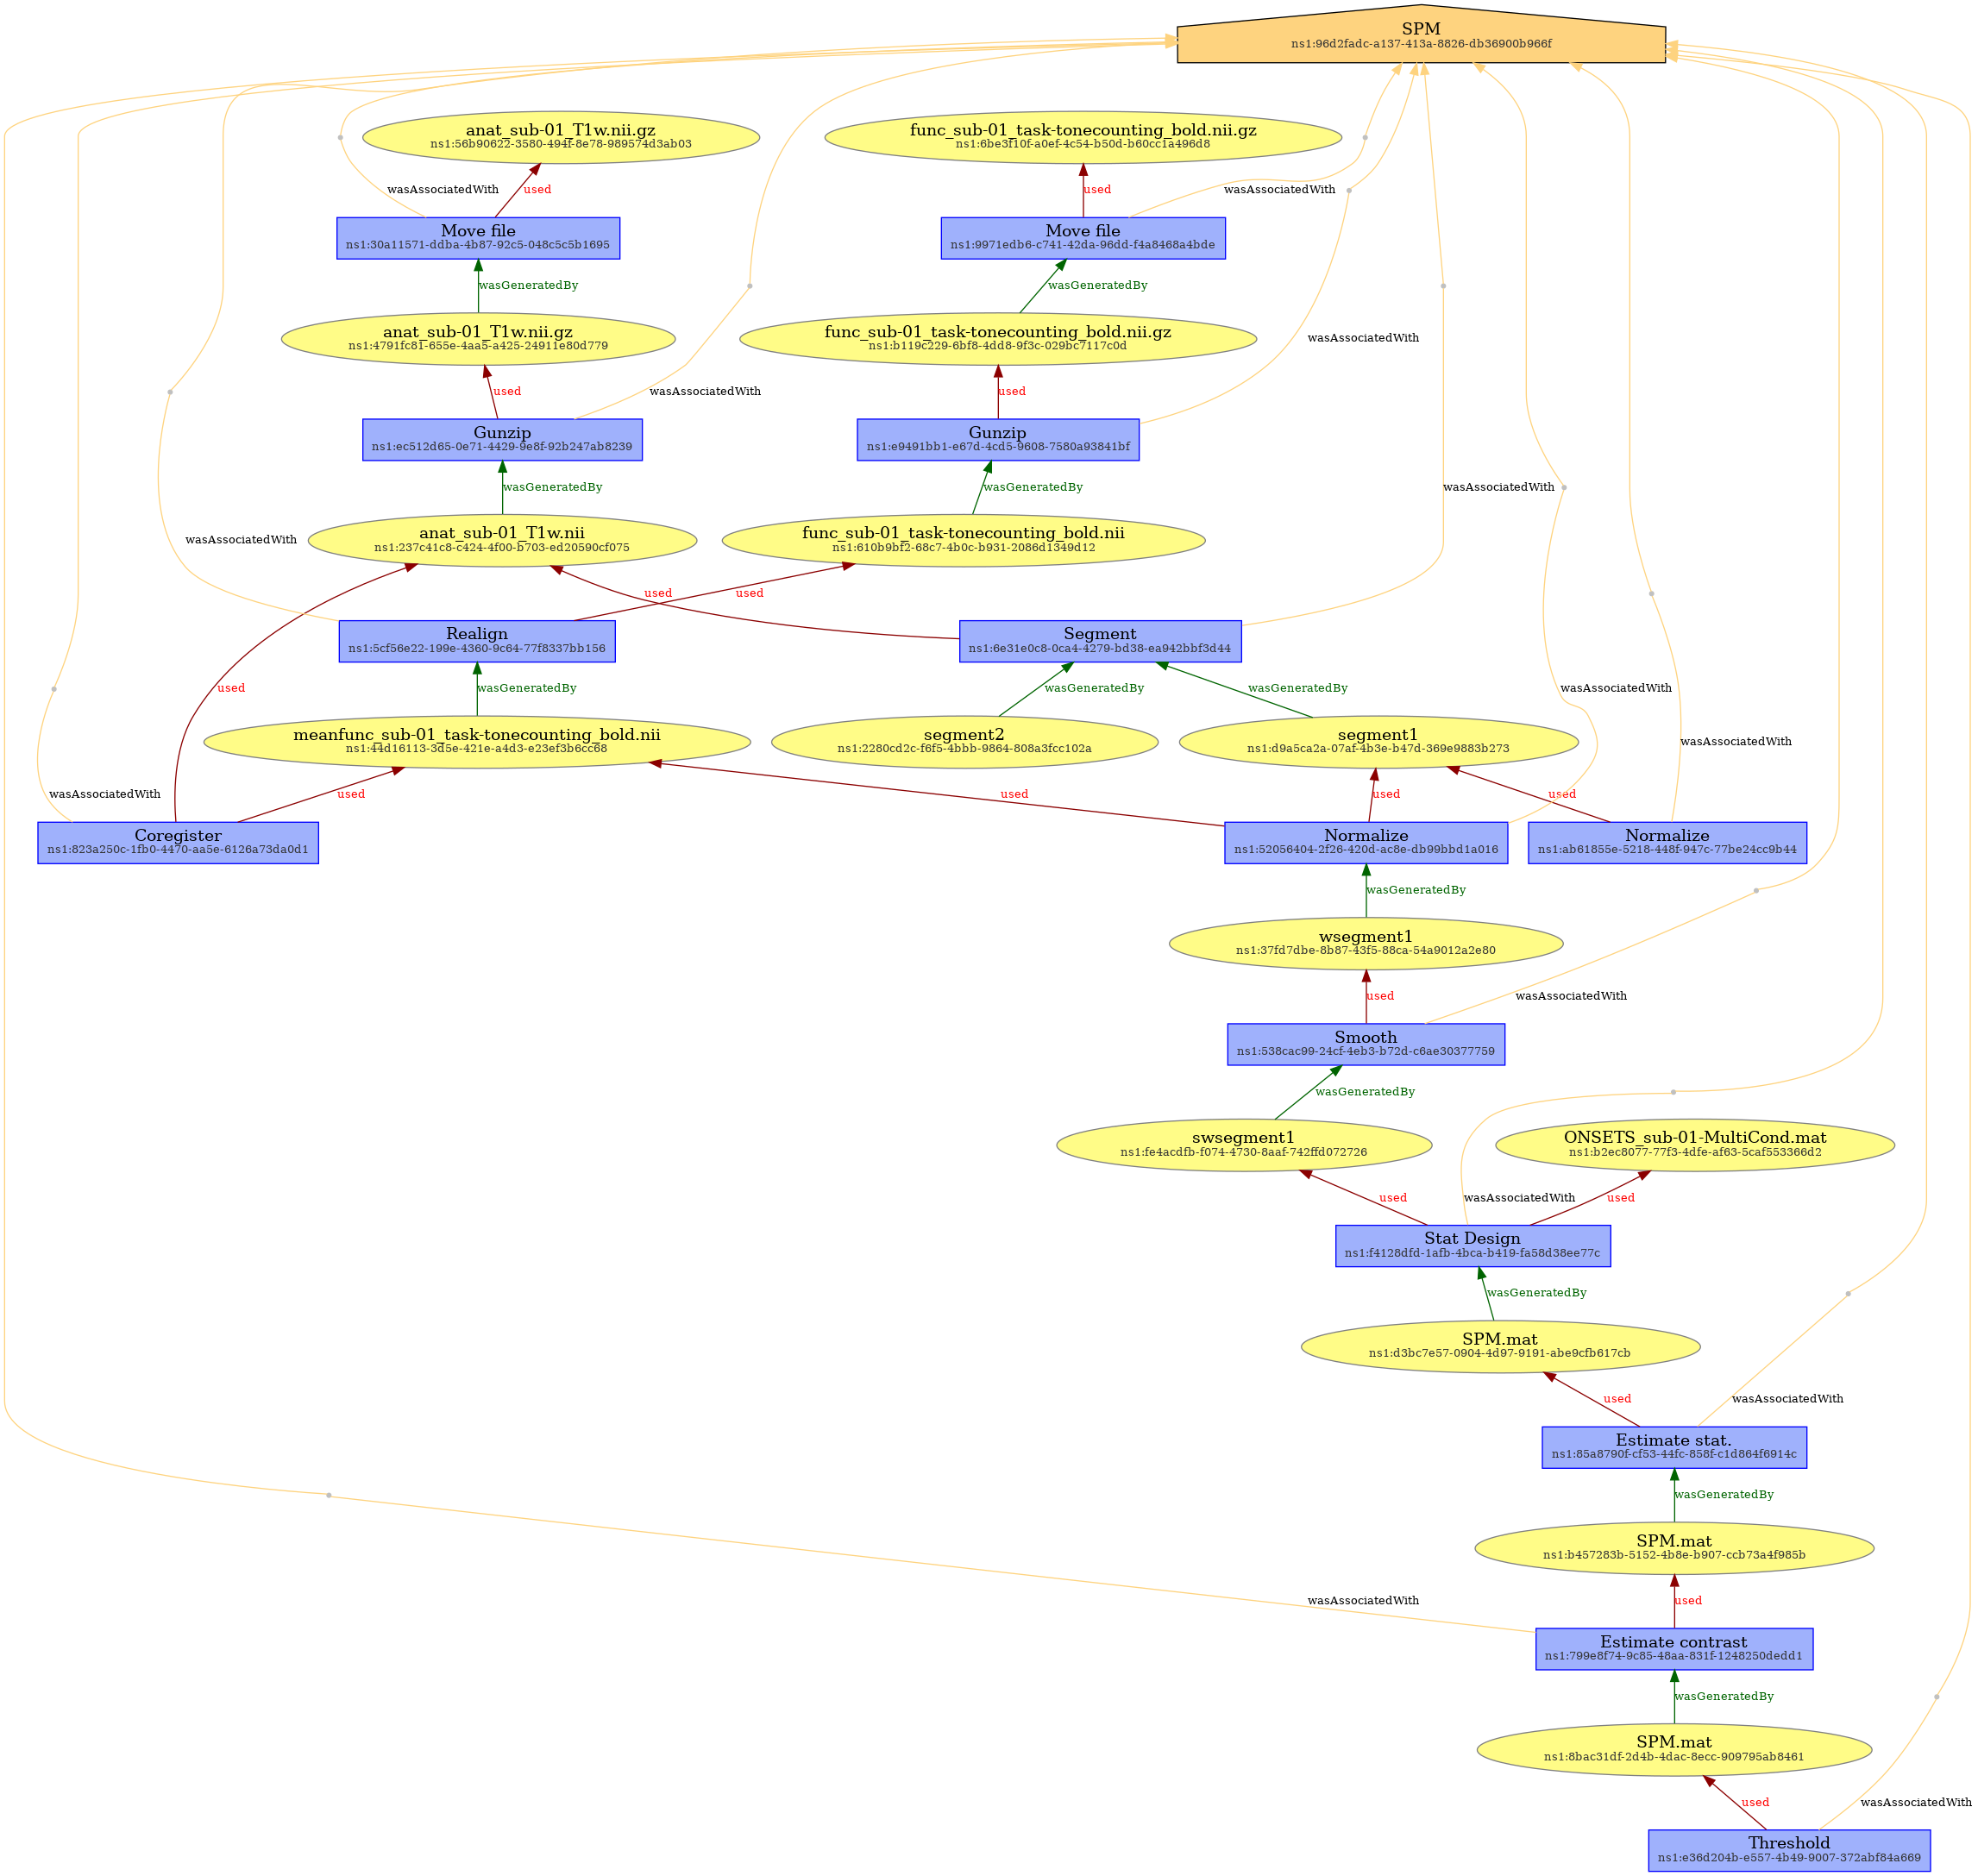 SPM
ns1:96d2fadc-a137-413a-8826-db36900b966f
anat_sub-01_T1w.nii.gz
ns1:56b90622-3580-494f-8e78-989574d3ab03
func_sub-01_task-tonecounting_bold.nii.gz
ns1:6be3f10f-a0ef-4c54-b50d-b60cc1a496d8
wasAssociatedWith
used
used
wasAssociatedWith
Move file
ns1:30a11571-ddba-4b87-92c5-048c5c5b1695
Move file
ns1:9971edb6-c741-42da-96dd-f4a8468a4bde
wasGeneratedBy
wasGeneratedBy
anat_sub-01_T1w.nii.gz
ns1:4791fc81-655e-4aa5-a425-24911e80d779
func_sub-01_task-tonecounting_bold.nii.gz
ns1:b119c229-6bf8-4dd8-9f3c-029bc7117c0d
wasAssociatedWith
used
wasAssociatedWith
used
Gunzip
ns1:ec512d65-0e71-4429-9e8f-92b247ab8239
Gunzip
ns1:e9491bb1-e67d-4cd5-9608-7580a93841bf
wasGeneratedBy
wasGeneratedBy
wasAssociatedWith
anat_sub-01_T1w.nii
ns1:237c41c8-c424-4f00-b703-ed20590cf075
func_sub-01_task-tonecounting_bold.nii
ns1:610b9bf2-68c7-4b0c-b931-2086d1349d12
wasAssociatedWith
used
used
Realign
ns1:5cf56e22-199e-4360-9c64-77f8337bb156
Segment
ns1:6e31e0c8-0ca4-4279-bd38-ea942bbf3d44
used
wasGeneratedBy
wasGeneratedBy
wasGeneratedBy
wasAssociatedWith
meanfunc_sub-01_task-tonecounting_bold.nii
ns1:44d16113-3d5e-421e-a4d3-e23ef3b6cc68
segment2
ns1:2280cd2c-f6f5-4bbb-9864-808a3fcc102a
segment1
ns1:d9a5ca2a-07af-4b3e-b47d-369e9883b273
wasAssociatedWith
wasAssociatedWith
used
used
used
used
Coregister
ns1:823a250c-1fb0-4470-aa5e-6126a73da0d1
Normalize
ns1:52056404-2f26-420d-ac8e-db99bbd1a016
Normalize
ns1:ab61855e-5218-448f-947c-77be24cc9b44
wasGeneratedBy
wsegment1
ns1:37fd7dbe-8b87-43f5-88ca-54a9012a2e80
used
wasAssociatedWith
Smooth
ns1:538cac99-24cf-4eb3-b72d-c6ae30377759
wasGeneratedBy
swsegment1
ns1:fe4acdfb-f074-4730-8aaf-742ffd072726
ONSETS_sub-01-MultiCond.mat
ns1:b2ec8077-77f3-4dfe-af63-5caf553366d2
used
wasAssociatedWith
used
Stat Design
ns1:f4128dfd-1afb-4bca-b419-fa58d38ee77c
wasGeneratedBy
SPM.mat
ns1:d3bc7e57-0904-4d97-9191-abe9cfb617cb
used
wasAssociatedWith
Estimate stat.
ns1:85a8790f-cf53-44fc-858f-c1d864f6914c
wasGeneratedBy
SPM.mat
ns1:b457283b-5152-4b8e-b907-ccb73a4f985b
wasAssociatedWith
used
Estimate contrast
ns1:799e8f74-9c85-48aa-831f-1248250dedd1
wasGeneratedBy
SPM.mat
ns1:8bac31df-2d4b-4dac-8ecc-909795ab8461
used
wasAssociatedWith
Threshold
ns1:e36d204b-e557-4b49-9007-372abf84a669